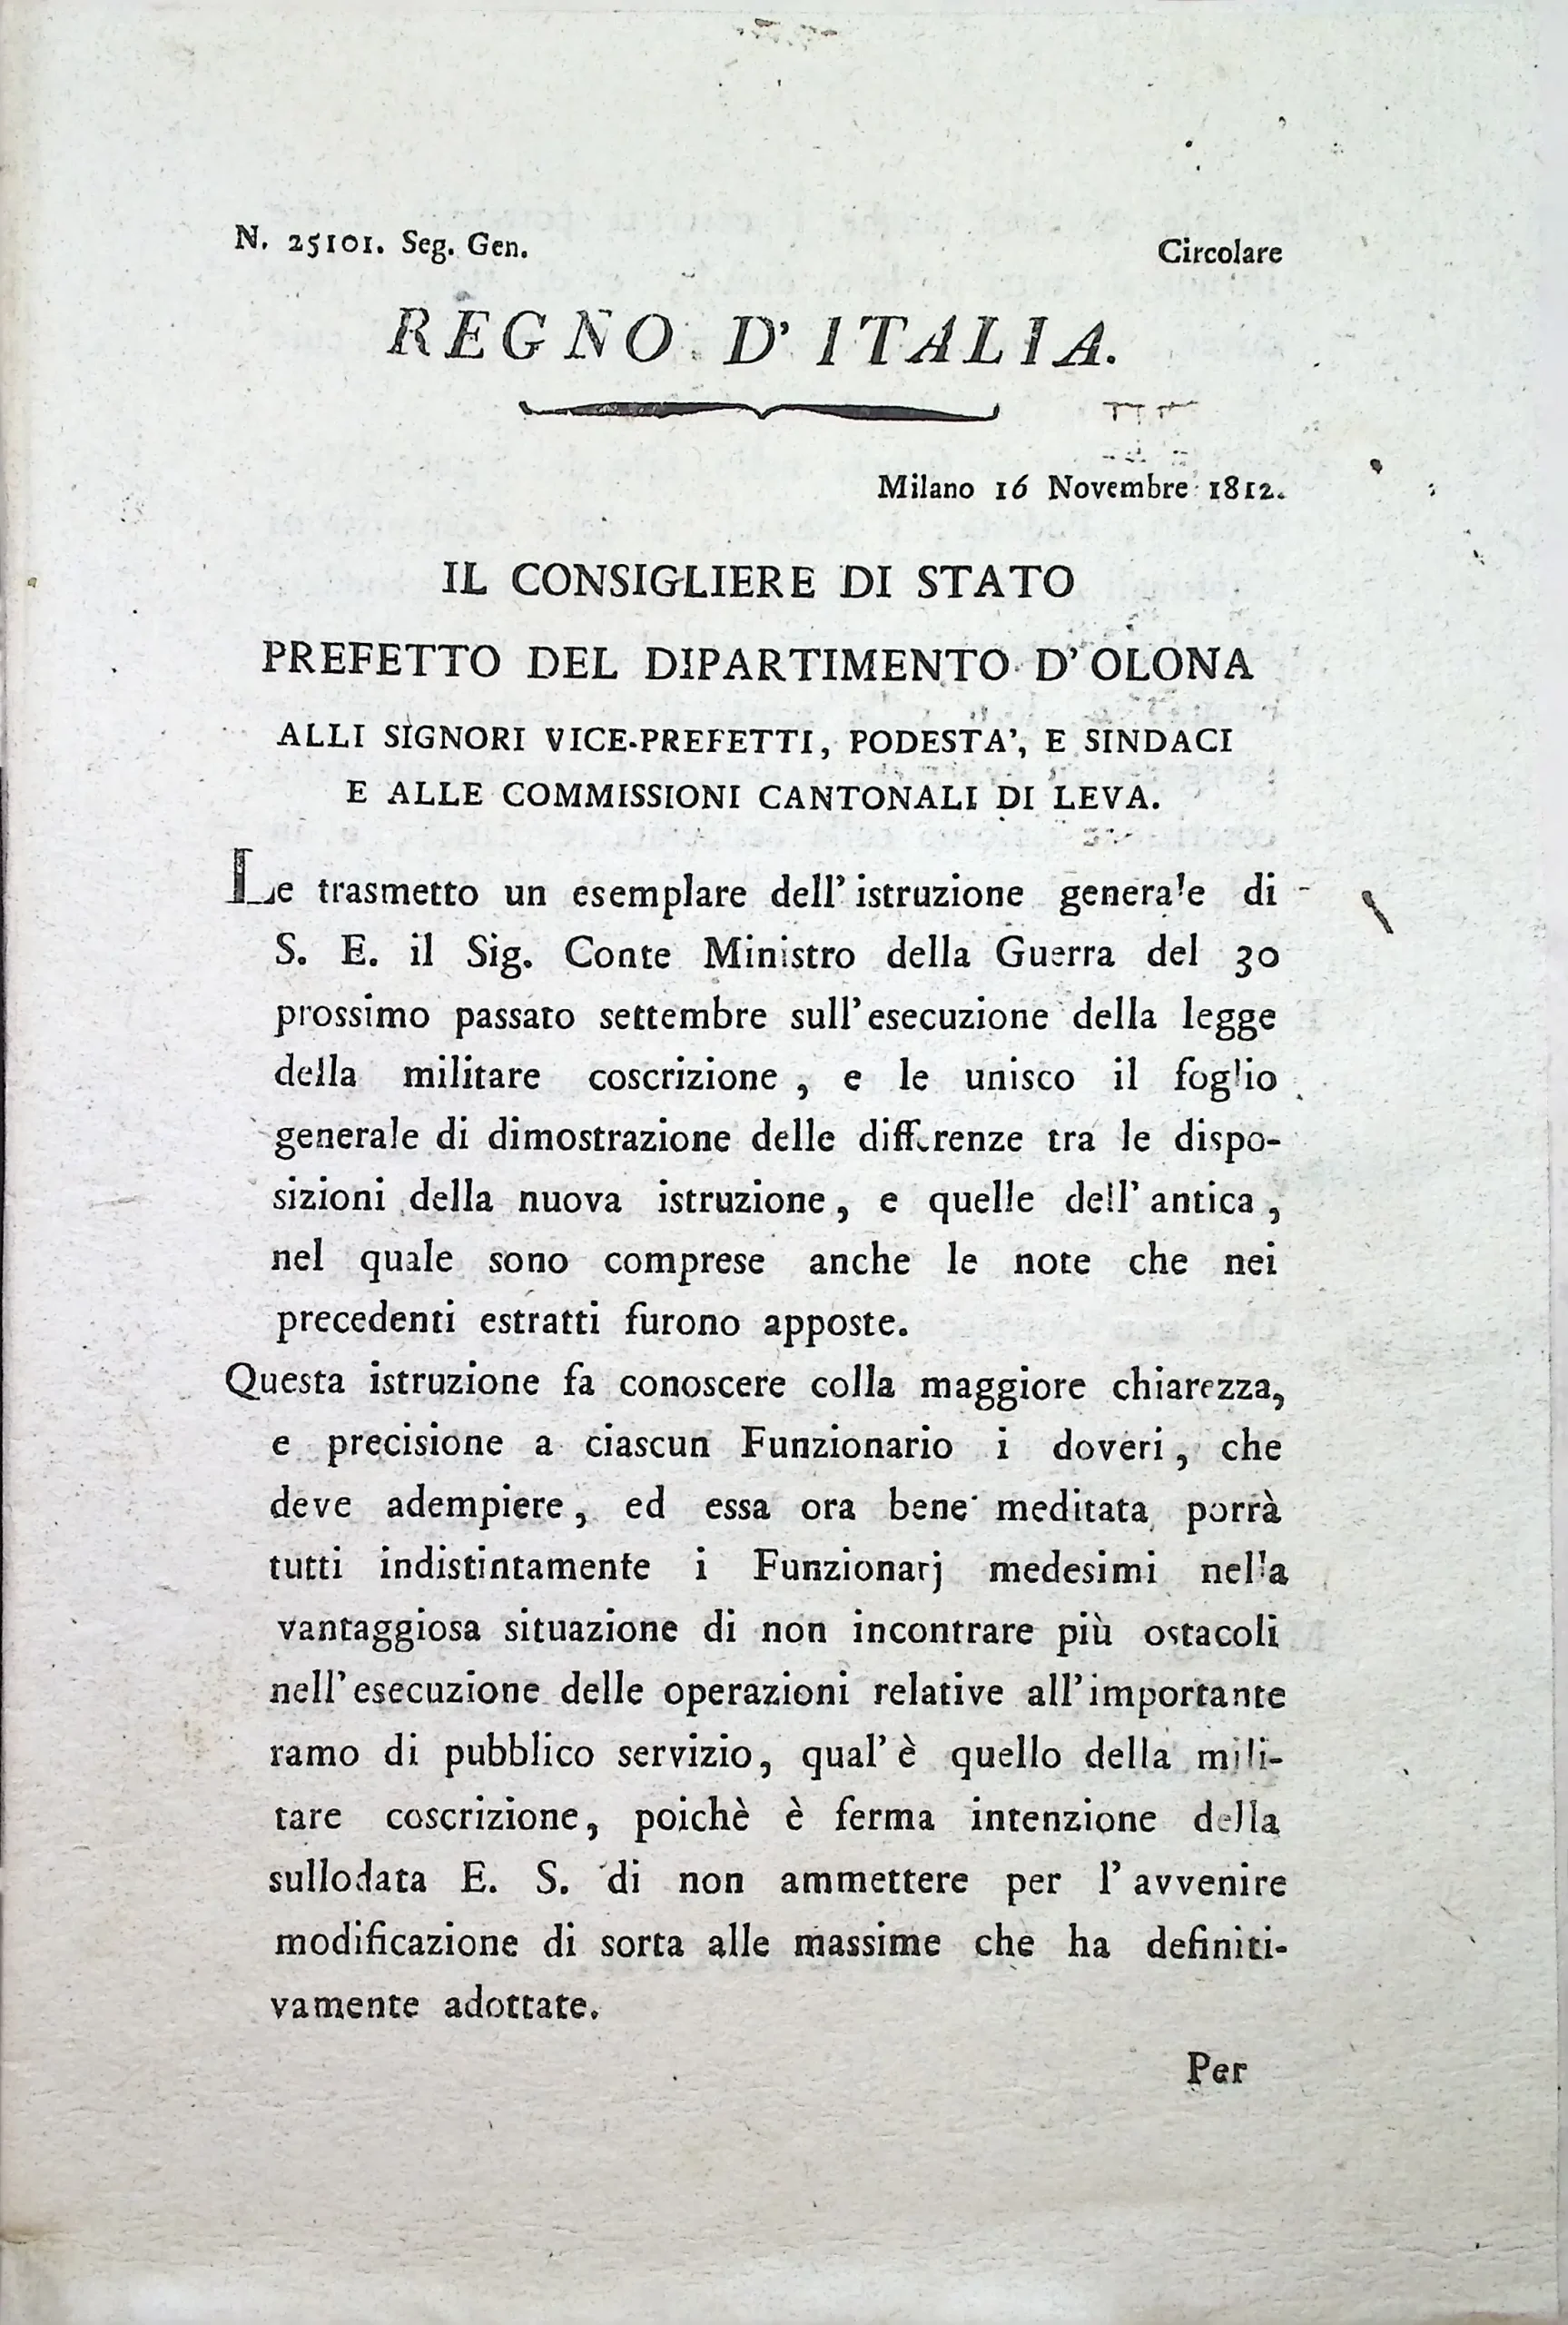 N. 25101. Seg. Gen.
Circolare
REGNO D' ITALIA.
Milano 16 Novembre 1812.
IL CONSIGLIERE DI STATO
PREFETTO DEL DIPARTIMENTO D' OLONA
ALLI SIGNORI VICE-PREFETTI, PODESTA', E SINDACI
E ALLE COMMISSIONI CANTONALI DI LEVA.
Le trasmetto un esemplare dell' istruzione generale di
S. E. il Sig. Conte Ministro della Guerra del 30
prossimo passato settembre sull' esecuzione della legge
della militare coscrizione , e le unisco il foglio
generale di dimostrazione delle differenze tra le dispo-
sizioni della nuova istruzione, e quelle dell' antica ,
nel quale sono comprese anche le note che nei
precedenti estratti furono apposte.
Questa istruzione fa conoscere colla maggiore chiarezza,
e precisione a ciascun Funzionario i doveri, che
deve adempiere, ed essa ora bene meditata porrà
tutti indistintamente i Funzionarj medesimi nella
vantaggiosa situazione di non incontrare più ostacoli
nell' esecuzione delle operazioni relative all' importante
ramo di pubblico servizio, qual' è quello della mili-
tare coscrizione, poichè è ferma intenzione della
sullodata E. S. di non ammettere per l' avvenire
modificazione di sorta alle massime che ha definiti-
vamente adottate.
Per